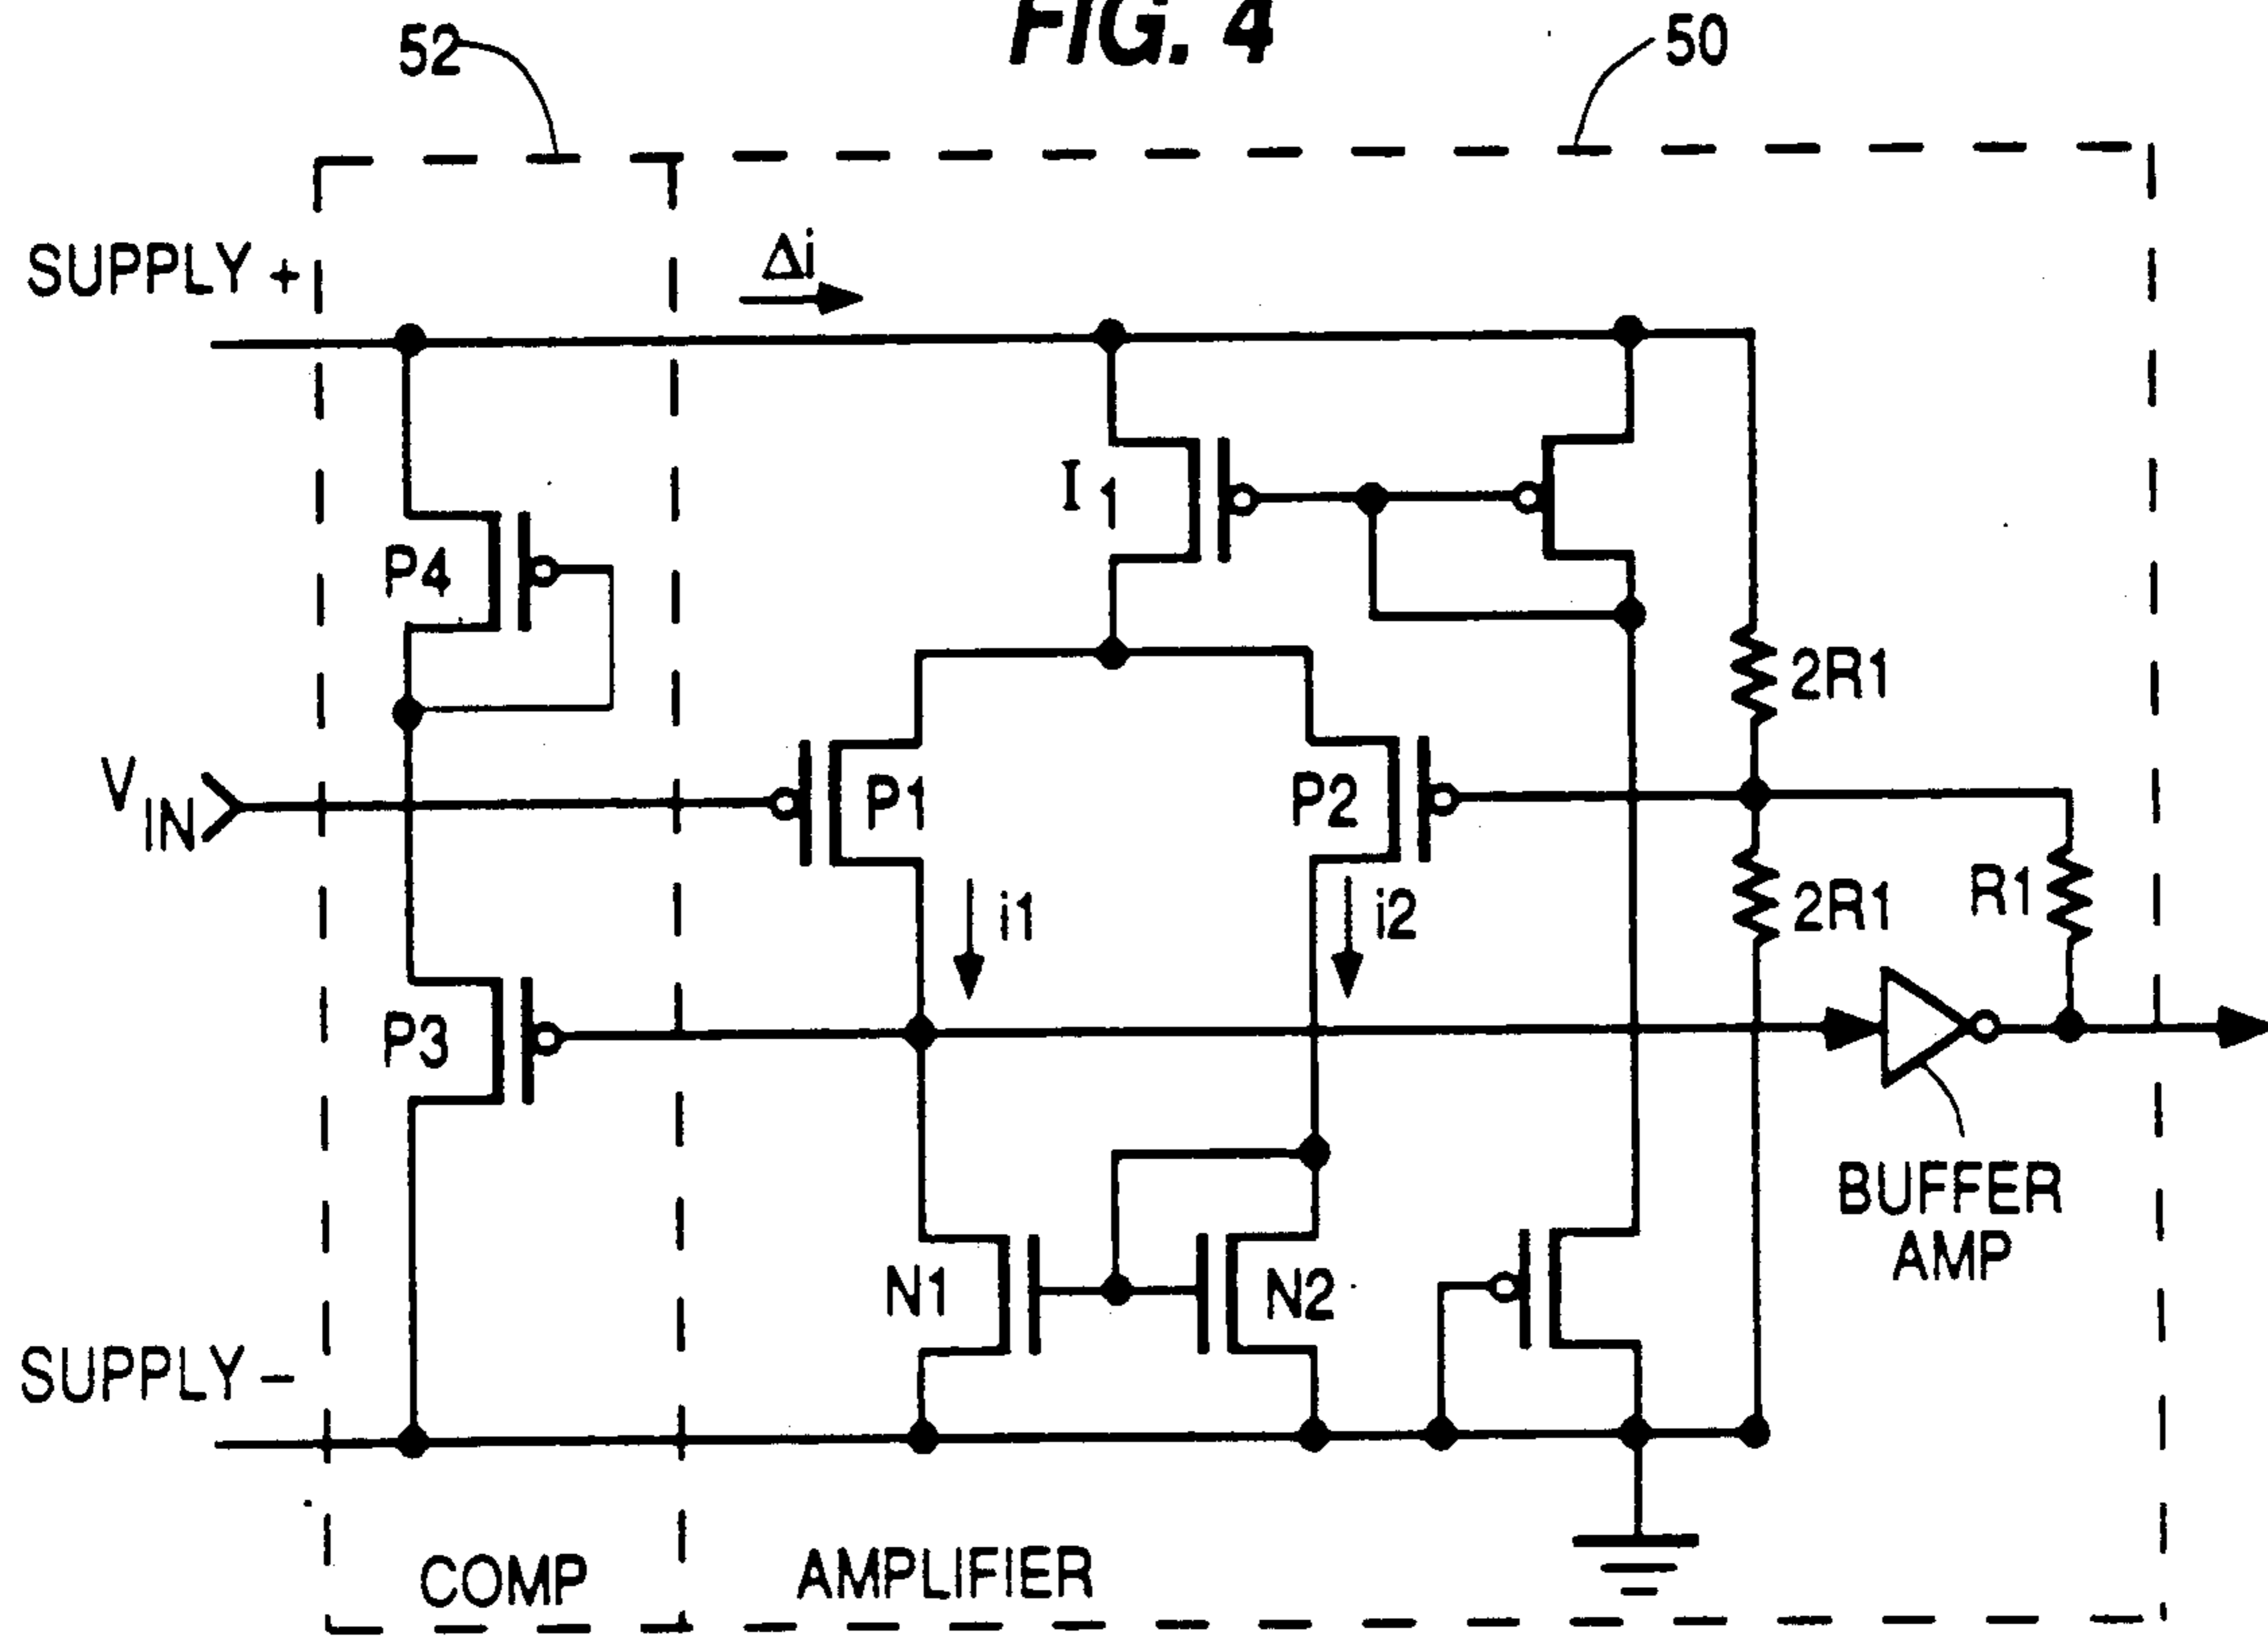 FIG. 4
52
50
SUPPLY +
Δi
I1
P4
2R1
VIN
P1
P2
i1
i2
2R1
R1
P3
BUFFER
AMP
N1
N2
SUPPLY -
COMP
AMPLIFIER